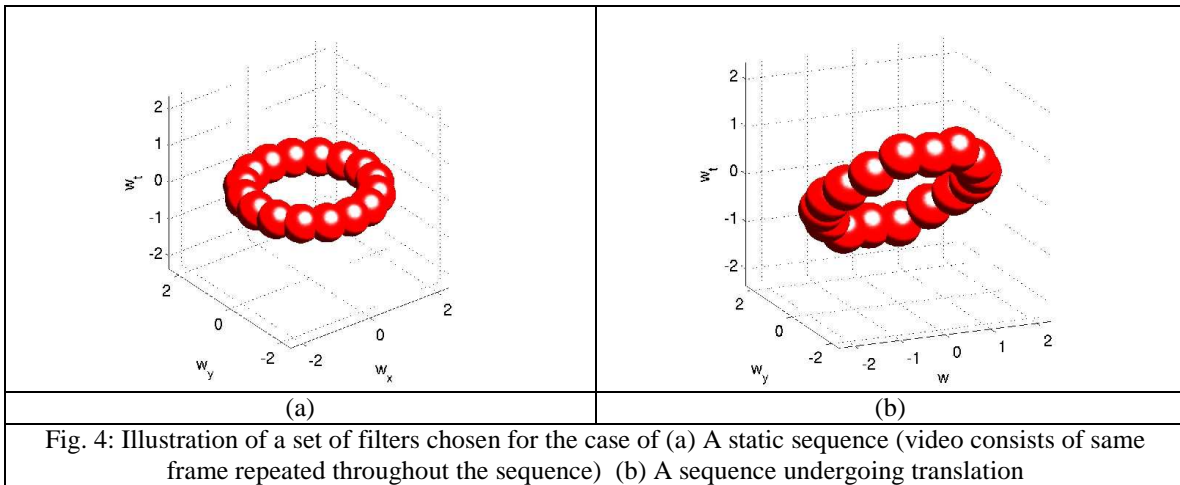 2
1
0
-1
-2
w_t
2
0
-2
w_y
-2
0
2
w_x
2
1
0
-1
-2
w_t
2
0
-2
w_y
-2
-1
0
1
2
w
(a)
(b)
Fig. 4: Illustration of a set of filters chosen for the case of (a) A static sequence (video consists of same
frame repeated throughout the sequence) (b) A sequence undergoing translation